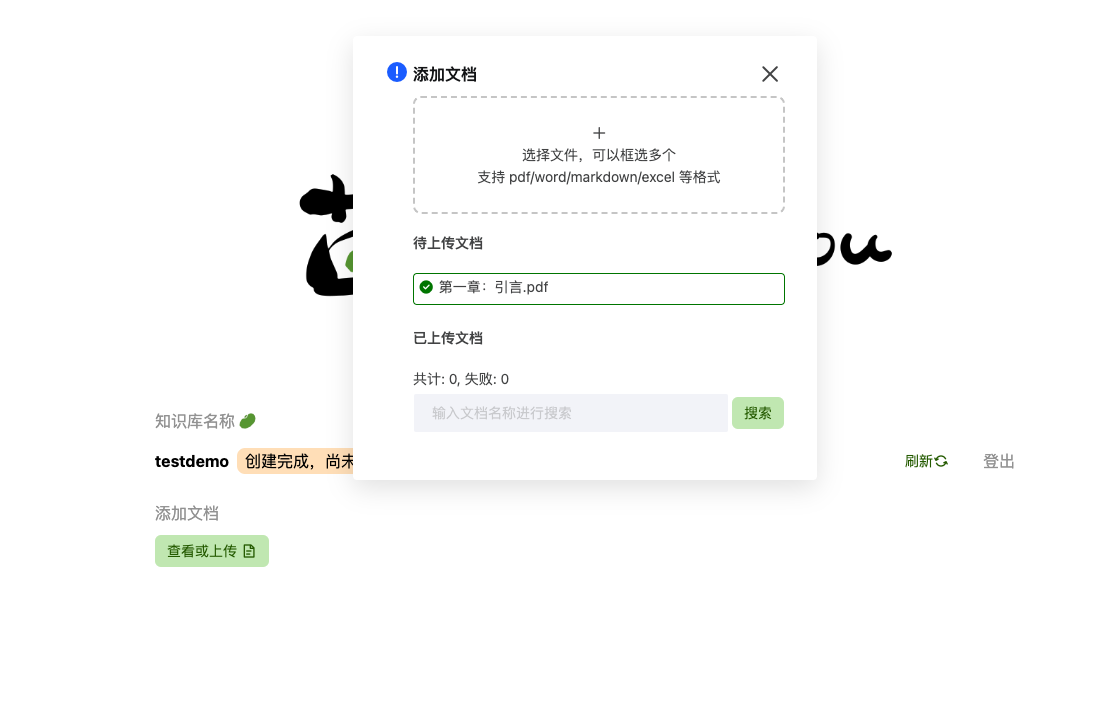 添加文档
选择文件，可以框选多个
支持 pdf/word/markdown/excel 等格式
待上传文档
第一章：引言.pdf
已上传文档
共计: 0, 失败: 0
输入文档名称进行搜索
搜索
知识库名称
testdemo 创建完成，尚未
刷新
登出
添加文档
查看或上传